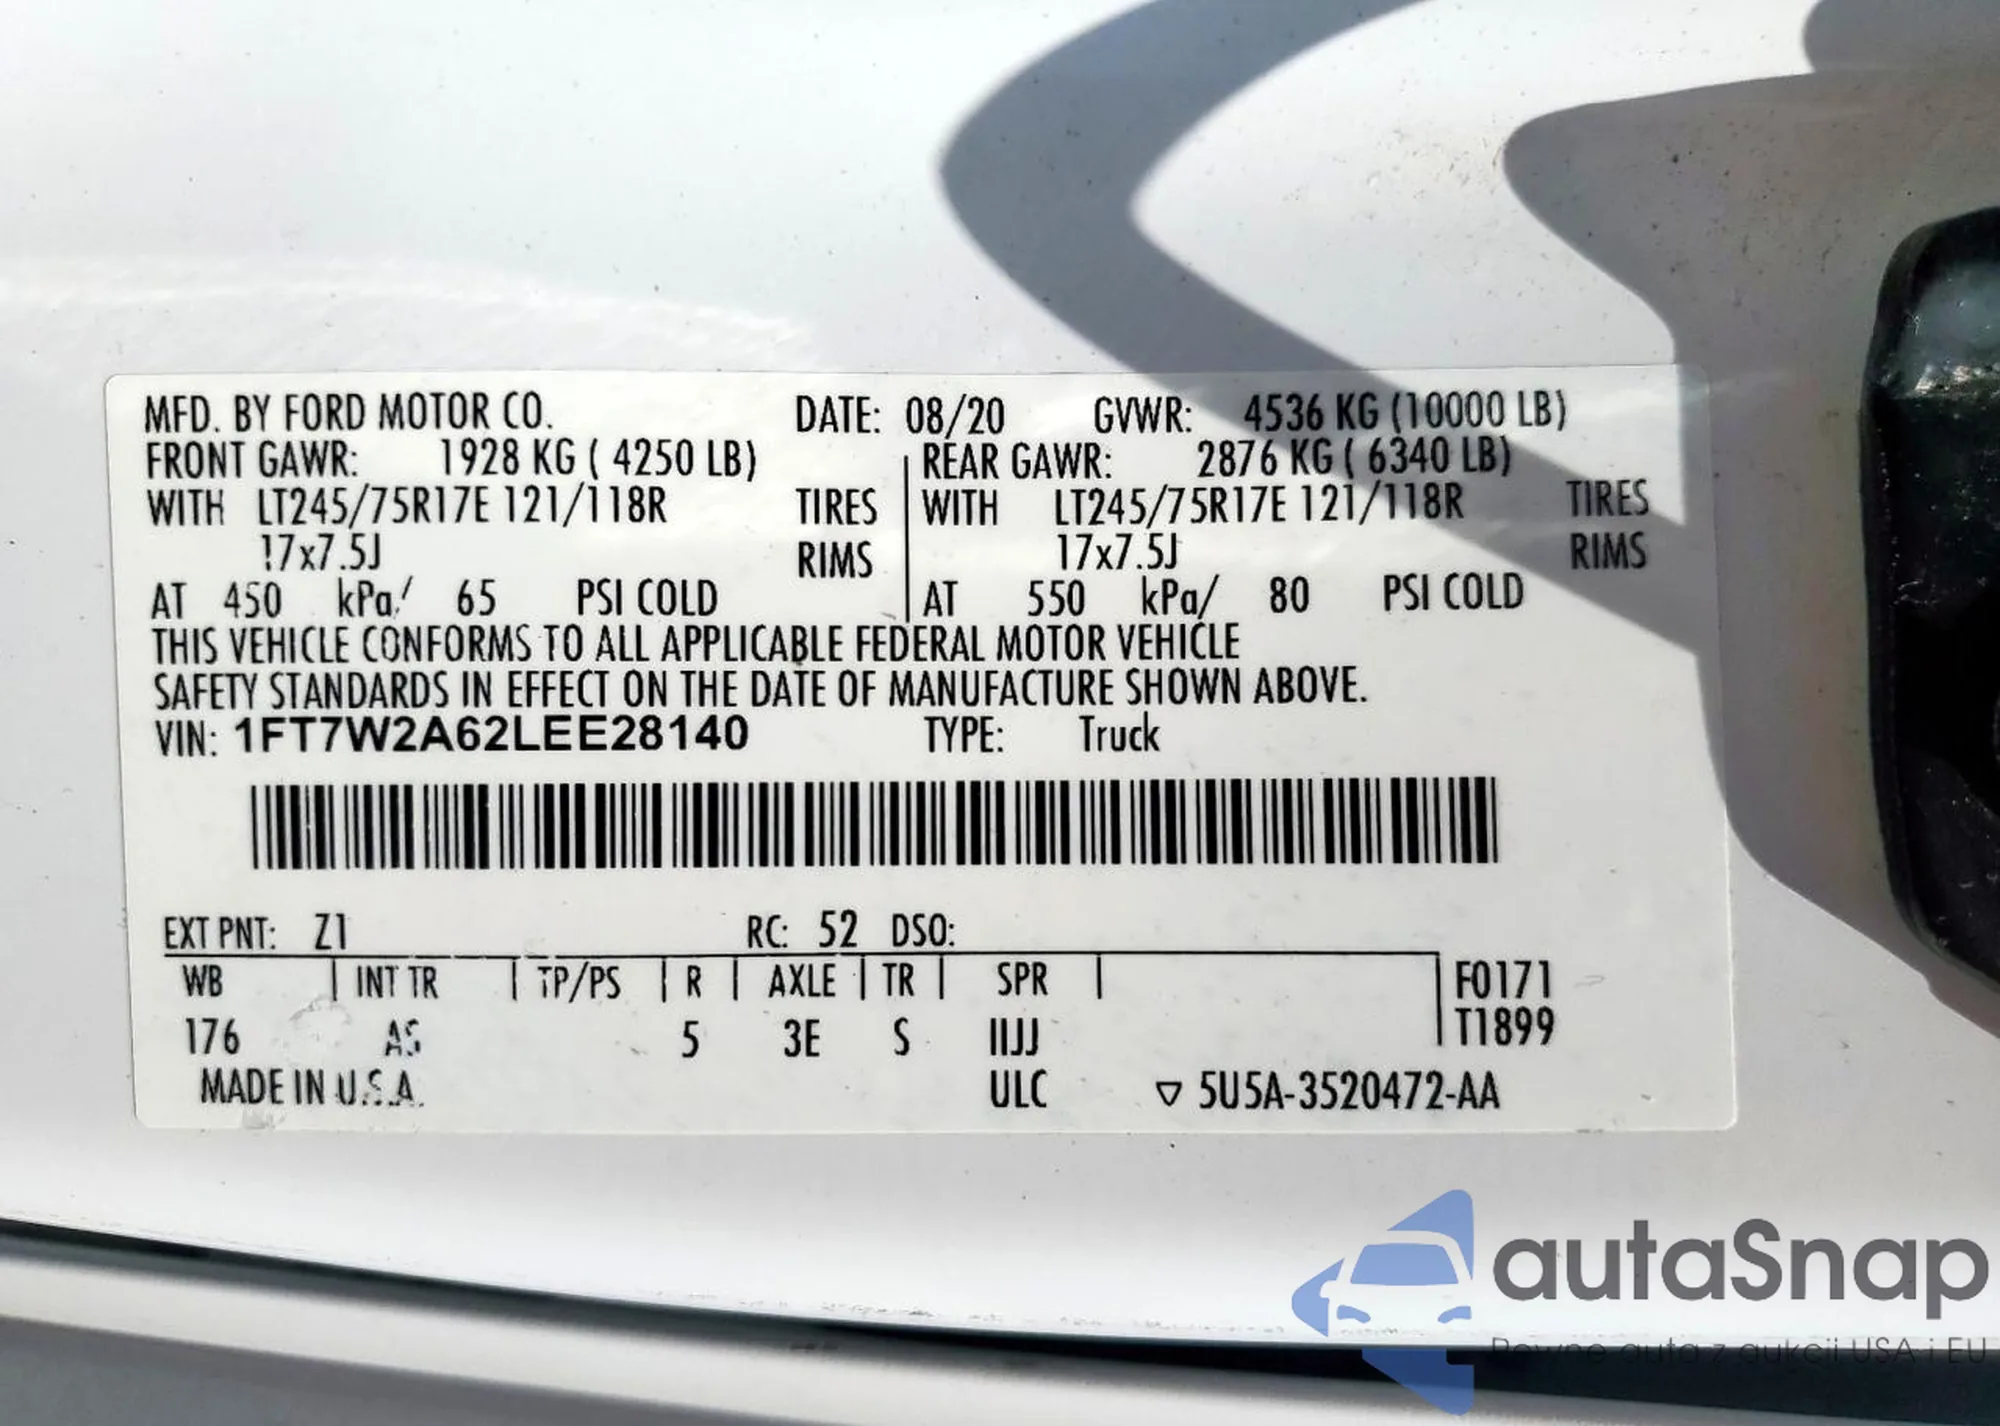 MFD. BY FORD MOTOR CO. DATE: 08/20 GVWR: 4536 KG (10000 LB)
FRONT GAWR: 1928 KG ( 4250 LB) REAR GAWR: 2876 KG ( 6340 LB)
WITH LT245/75R17E 121/118R TIRES WITH LT245/75R17E 121/118R TIRES
17x7.5J RIMS 17x7.5J RIMS
AT 450 kPa/ 65 PSI COLD AT 550 kPa/ 80 PSI COLD
THIS VEHICLE CONFORMS TO ALL APPLICABLE FEDERAL MOTOR VEHICLE
SAFETY STANDARDS IN EFFECT ON THE DATE OF MANUFACTURE SHOWN ABOVE.
VIN: 1FT7W2A62LEE28140 TYPE: Truck
EXT PNT: Z1 RC: 52 DSO:
WB INT TR TP/PS R AXLE TR SPR F0171
176 AS 5 3E S IIJJ T1899
MADE IN U.S.A. ULC ▽ 5U5A-3520472-AA
autaSnap
Pewne auta z aukcji USA i EU